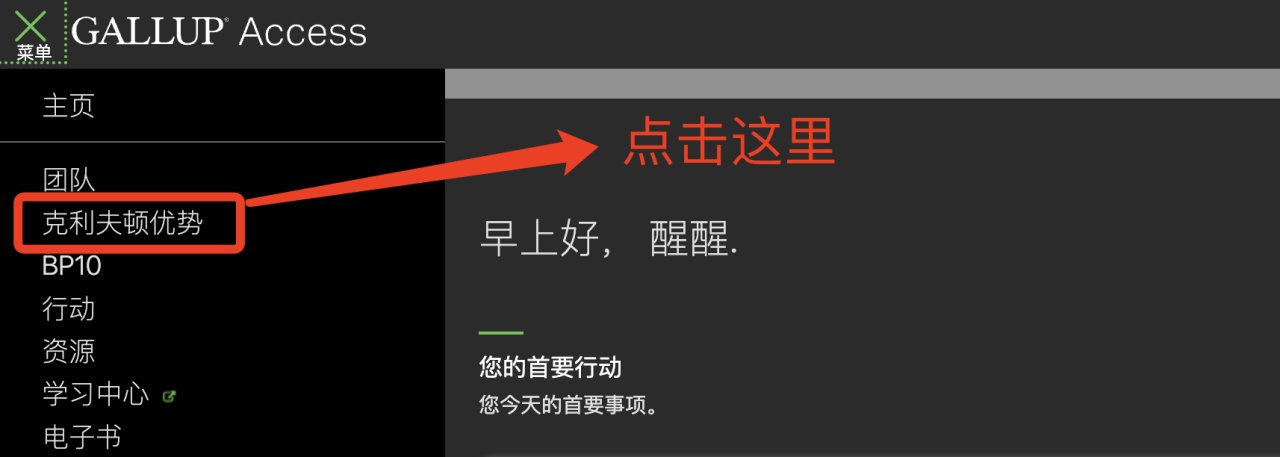 GALLUP® Access
菜单
主页
团队
克利夫顿优势
BP10
行动
资源
学习中心
电子书
点击这里
早上好， 醒醒.
您的首要行动
您今天的首要事项。